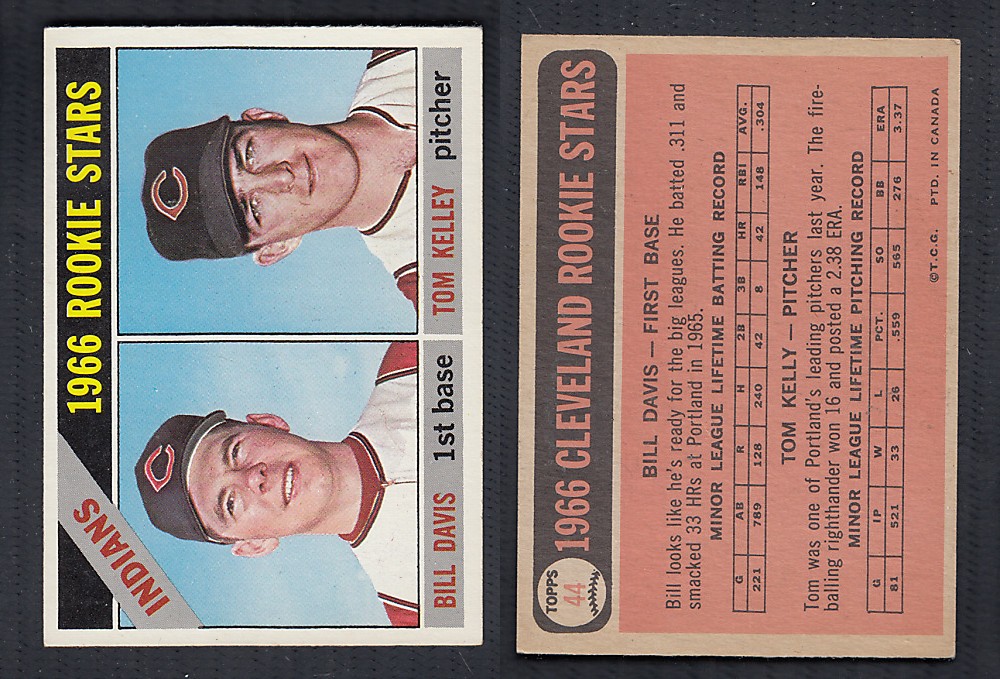 1966 ROOKIE STARS
INDIANS
C
C
BILL DAVIS 1st base
TOM KELLEY pitcher
TOPPS
44
1966 CLEVELAND ROOKIE STARS
BILL DAVIS — FIRST BASE
Bill looks like he's ready for the big leagues. He batted .311 and
smacked 33 HRs at Portland in 1965.
MINOR LEAGUE LIFETIME BATTING RECORD
G AB R H 2B 3B HR RBI AVG.
221 789 128 240 42 8 42 148 .304
TOM KELLY — PITCHER
Tom was one of Portland's leading pitchers last year. The fire-
balling righthander won 16 and posted a 2.38 ERA.
MINOR LEAGUE LIFETIME PITCHING RECORD
G IP W L PCT. SO BB ERA
81 521 33 26 .559 565 276 3.37
©T.C.G. PTD. IN CANADA